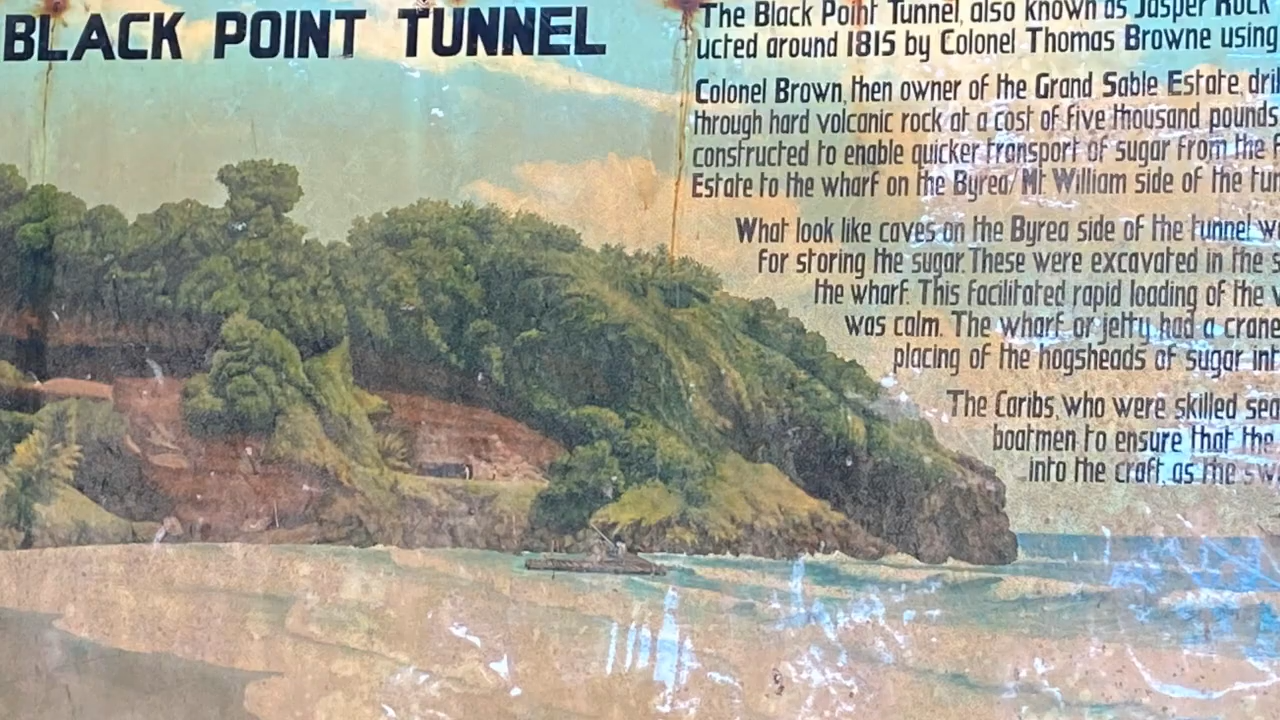 BLACK POINT TUNNEL
The Black Point Tunnel, also known as Jasper Rock
ucted around 1815 by Colonel Thomas Browne using
Colonel Brown, then owner of the Grand Sable Estate, dril
through hard volcanic rock at a cost of five thousand pounds
constructed to enable quicker transport of sugar from the
Estate to the wharf on the Byrea/Mt William side of the tun
What look like caves on the Byrea side of the tunnel w
for storing the sugar. These were excavated in the s
the wharf. This facilitated rapid loading of the
was calm. The wharf or jetty had a crane
placing of the hogsheads of sugar int
The Caribs, who were skilled sea
boatmen to ensure that the
into the craft, as the sw